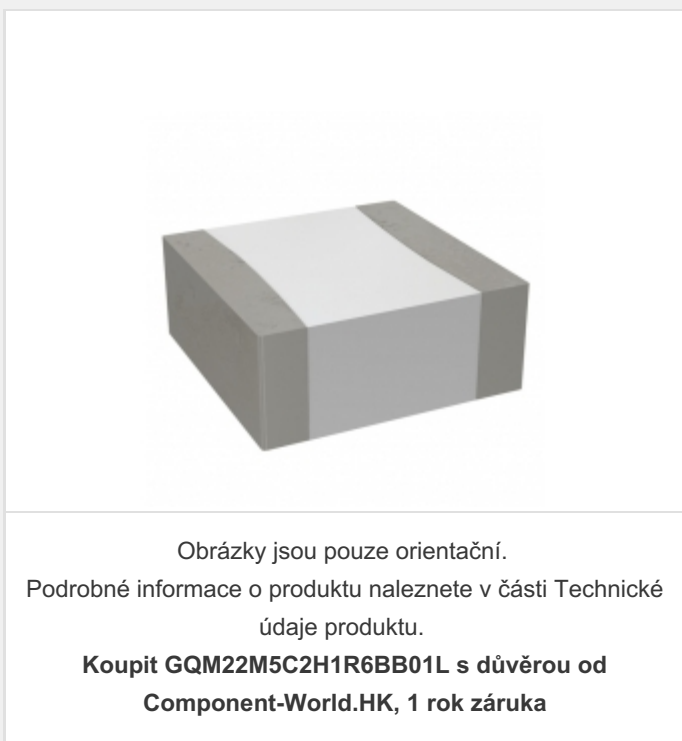 Obrázky jsou pouze orientační.
Podrobné informace o produktu naleznete v části Technické
údaje produktu.
Koupit GQM22M5C2H1R6BB01L s důvěrou od
Component-World.HK, 1 rok záruka